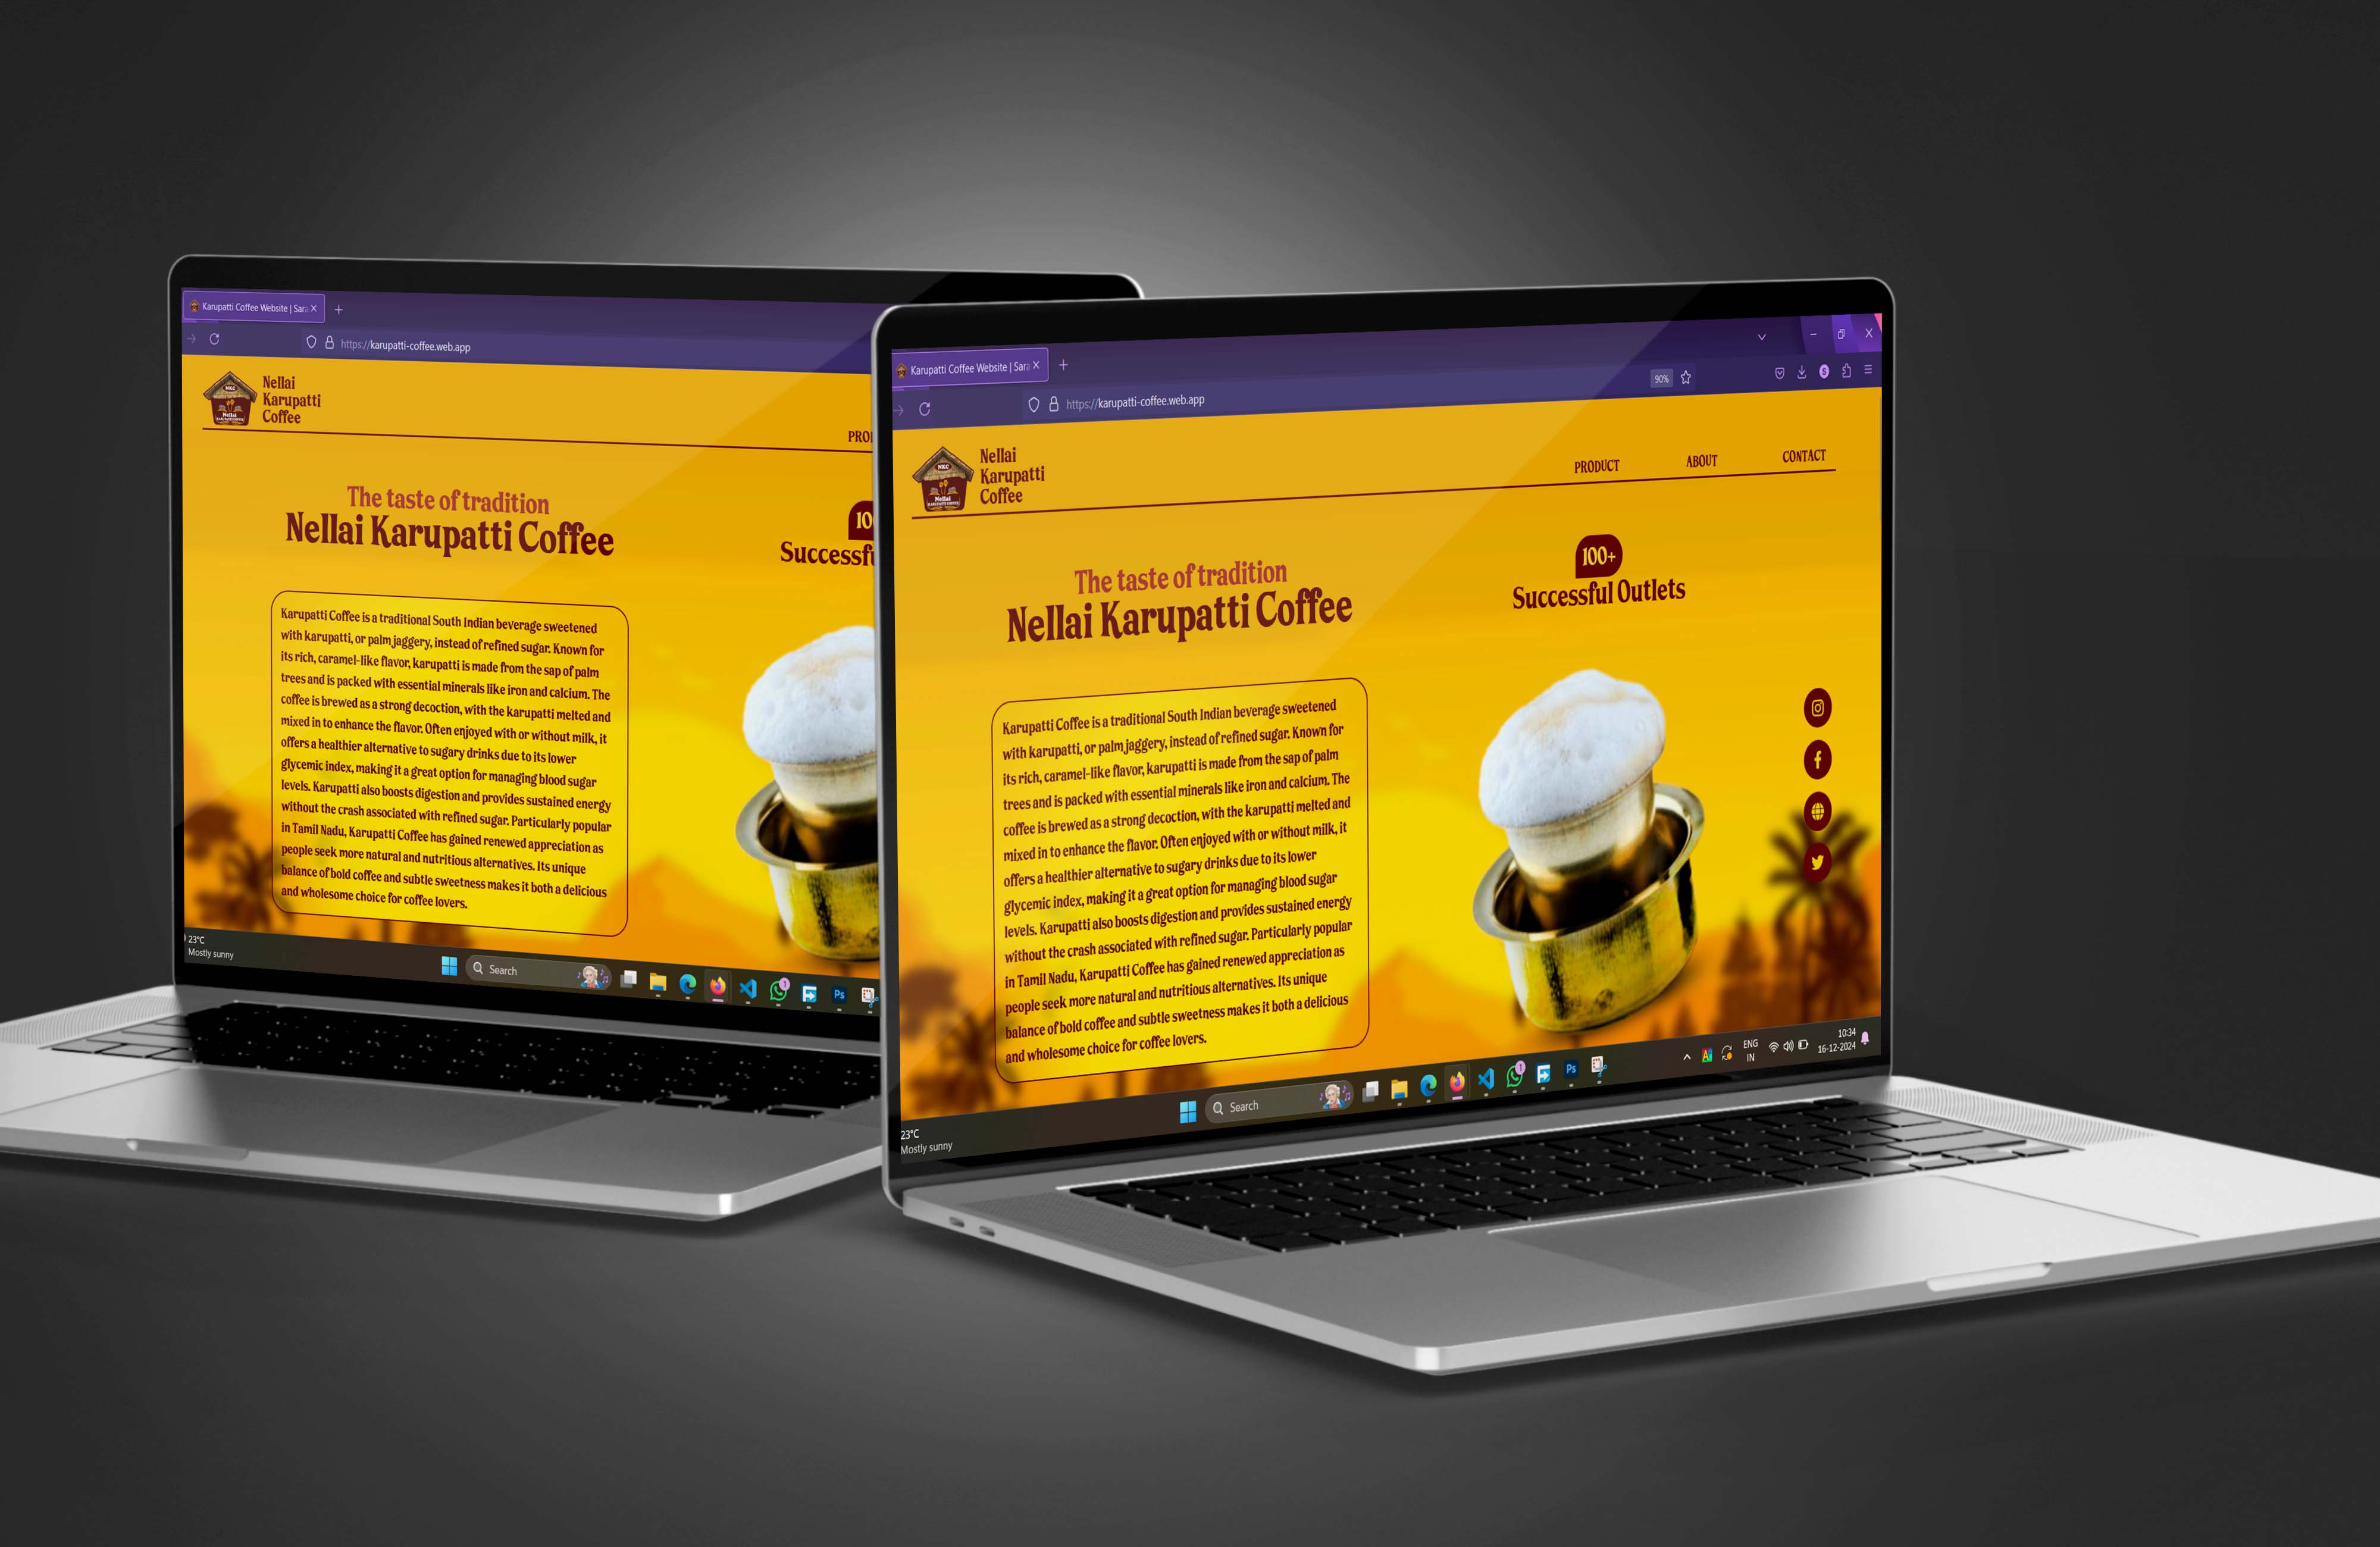 Karupatti Coffee Website | Sara
https://karupatti-coffee.web.app
Nellai
Karupatti
Coffee
The taste of tradition
Nellai Karupatti Coffee
Successf
Karupatti Coffee is a traditional South Indian beverage sweetened
with karupatti, or palm jaggery, instead of refined sugar. Known for
its rich, caramel-like flavor, karupatti is made from the sap of palm
trees and is packed with essential minerals like iron and calcium. The
coffee is brewed as a strong decoction, with the karupatti melted and
mixed in to enhance the flavor. Often enjoyed with or without milk, it
offers a healthier alternative to sugary drinks due to its lower
glycemic index, making it a great option for managing blood sugar
levels. Karupatti also boosts digestion and provides sustained energy
without the crash associated with refined sugar. Particularly popular
in Tamil Nadu, Karupatti Coffee has gained renewed appreciation as
people seek more natural and nutritious alternatives. Its unique
balance of bold coffee and subtle sweetness makes it both a delicious
and wholesome choice for coffee lovers.
23°C
Mostly sunny
Search
Ps
Karupatti Coffee Website | Sara
https://karupatti-coffee.web.app
90%
S
NKC
Nellai
Nellai
Karupatti
Coffee
PRODUCT ABOUT CONTACT
The taste of tradition
Nellai Karupatti Coffee
100+
Successful Outlets
Karupatti Coffee is a traditional South Indian beverage sweetened
with karupatti, or palm jaggery, instead of refined sugar. Known for
its rich, caramel-like flavor, karupatti is made from the sap of palm
trees and is packed with essential minerals like iron and calcium. The
coffee is brewed as a strong decoction, with the karupatti melted and
mixed in to enhance the flavor. Often enjoyed with or without milk, it
offers a healthier alternative to sugary drinks due to its lower
glycemic index, making it a great option for managing blood sugar
levels. Karupatti also boosts digestion and provides sustained energy
without the crash associated with refined sugar. Particularly popular
in Tamil Nadu, Karupatti Coffee has gained renewed appreciation as
people seek more natural and nutritious alternatives. Its unique
balance of bold coffee and subtle sweetness makes it both a delicious
and wholesome choice for coffee lovers.
23°C
Mostly sunny
Search
1
Ps
ENG
IN
10:34
16-12-2024